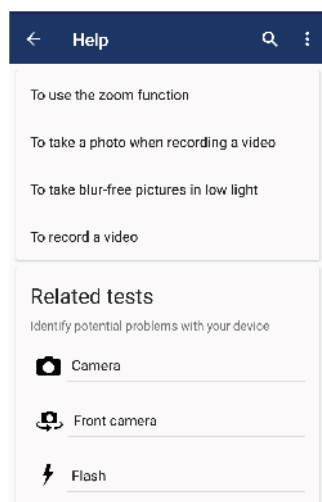 Help
To use the zoom function
To take a photo when recording a video
To take blur-free pictures in low light
To record a video
Related tests
Identify potential problems with your device
Camera
Front camera
Flash